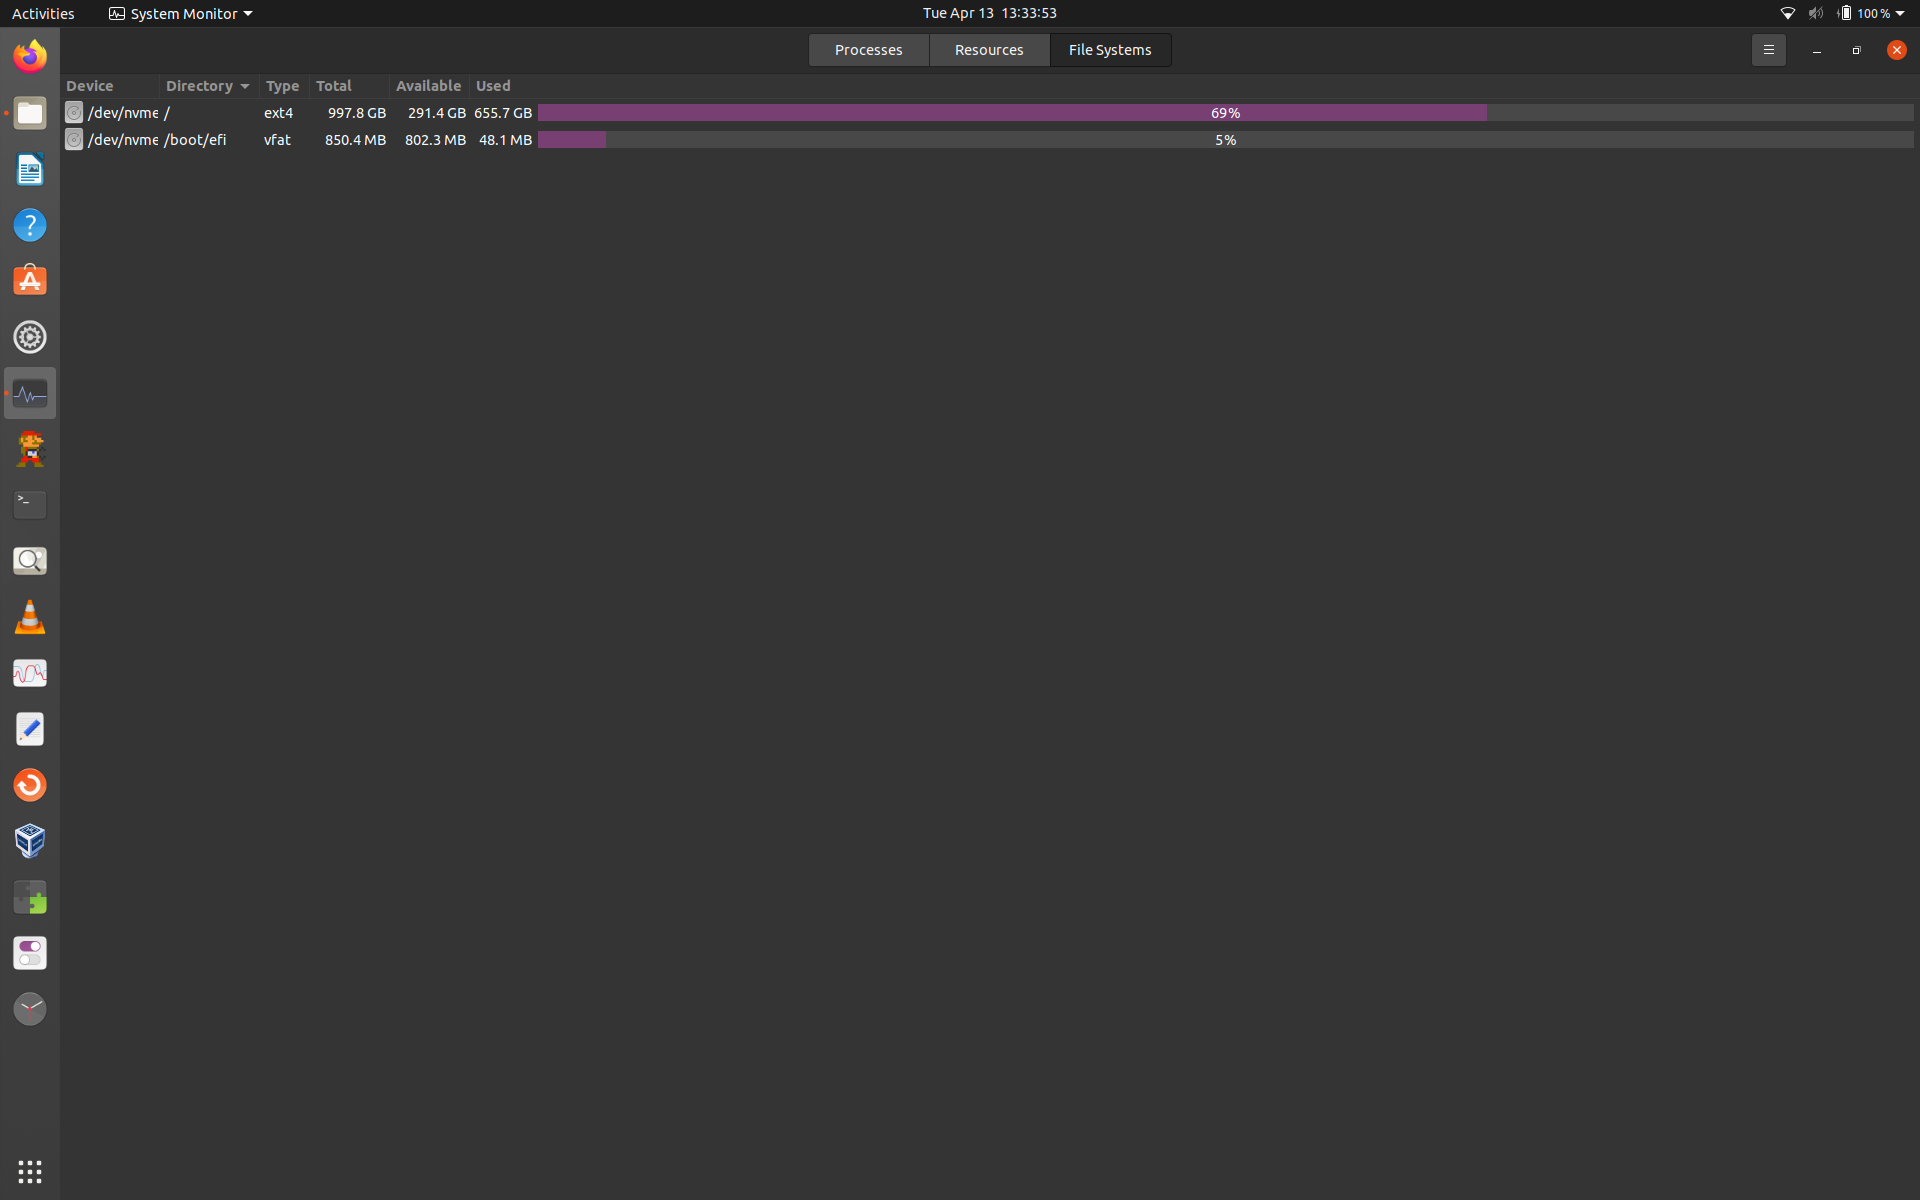 Activities System Monitor Tue Apr 13 13:33:53 100 %
Processes Resources File Systems
Device Directory Type Total Available Used
/dev/nvme / ext4 997.8 GB 291.4 GB 655.7 GB 69%
/dev/nvme /boot/efi vfat 850.4 MB 802.3 MB 48.1 MB 5%
?
>_